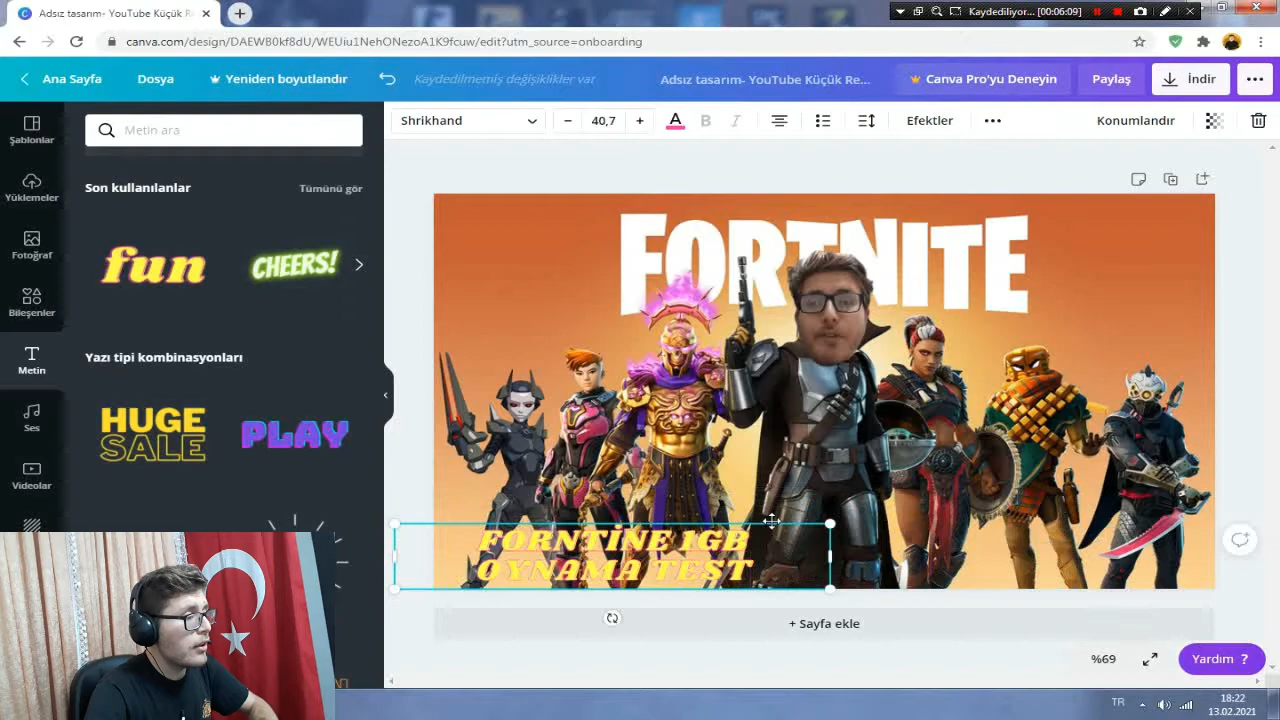 Adsız tasarım- YouTube Küçük Re
Kaydediliyor... [00:06:09]
canva.com/design/DAEWB0kf8dU/WEUiu1NehONezoA1K9fcuw/edit?utm_source=onboarding
Ana Sayfa
Dosya
Yeniden boyutlandır
Kaydedilmemiş değişiklikler var
Adsız tasarım- YouTube Küçük Re...
Canva Pro'yu Deneyin
Paylaş
İndir
Şablonlar
Yüklemeler
Fotoğraf
Bileşenler
Metin
Ses
Videolar
Metin ara
Son kullanılanlar
Tümünü gör
fun
CHEERS!
Yazı tipi kombinasyonları
HUGE
SALE
PLAY
Shrikhand
40,7
A
B
I
Efektler
Konumlandır
FORTNITE
FORNTİNE 1GB
OYNAMA TEST
+ Sayfa ekle
%69
Yardım ?
TR
18:22
13.02.2021